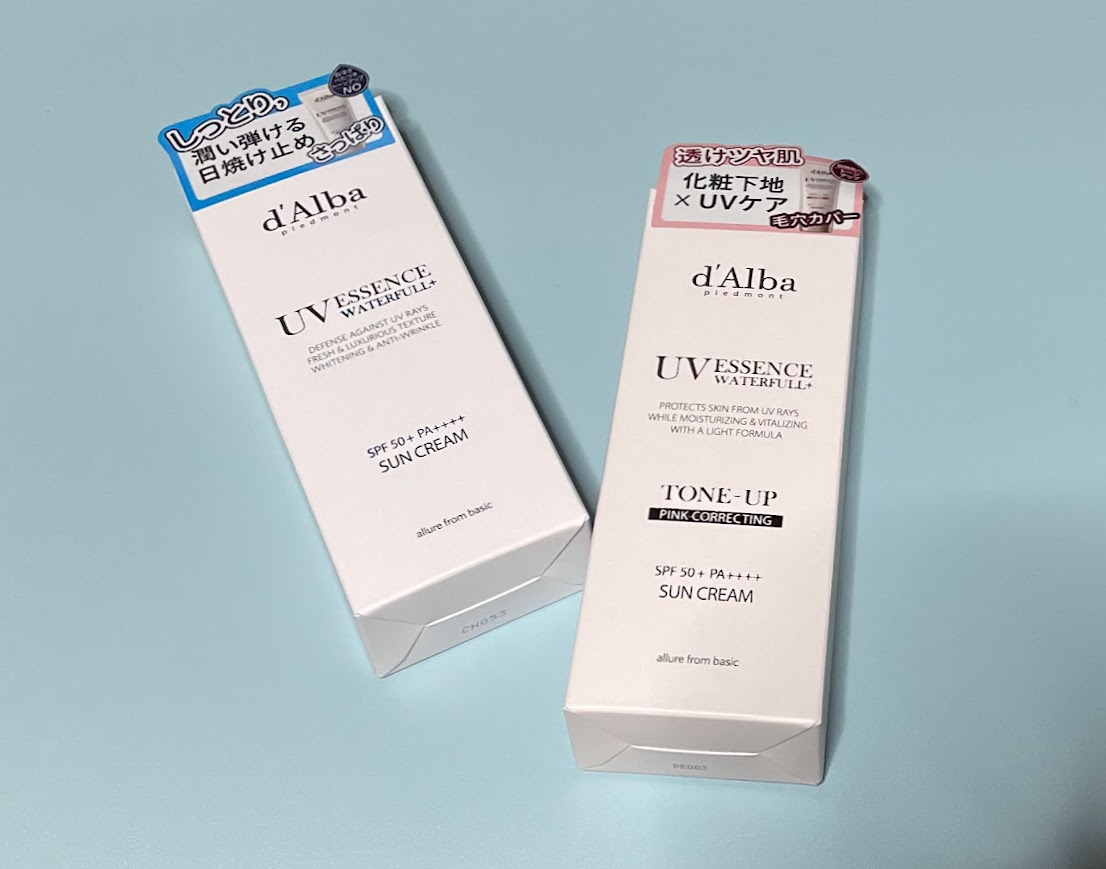 しっとり。
潤い弾ける
日焼け止め
さっぱり
NO
d'Alba
piedmont
UV ESSENCE
WATERFULL+
DEFENSE AGAINST UV RAYS
FRESH & LUXURIOUS TEXTURE
WHITENING & ANTI-WRINKLE
SPF 50+ PA++++
SUN CREAM
allure from basic
CH053
透けツヤ肌
化粧下地
×UVケア
毛穴カバー
d'Alba
piedmont
UV ESSENCE
WATERFULL+
PROTECTS SKIN FROM UV RAYS
WHILE MOISTURIZING & VITALIZING
WITH A LIGHT FORMULA
TONE-UP
PINK CORRECTING
SPF 50+ PA++++
SUN CREAM
allure from basic